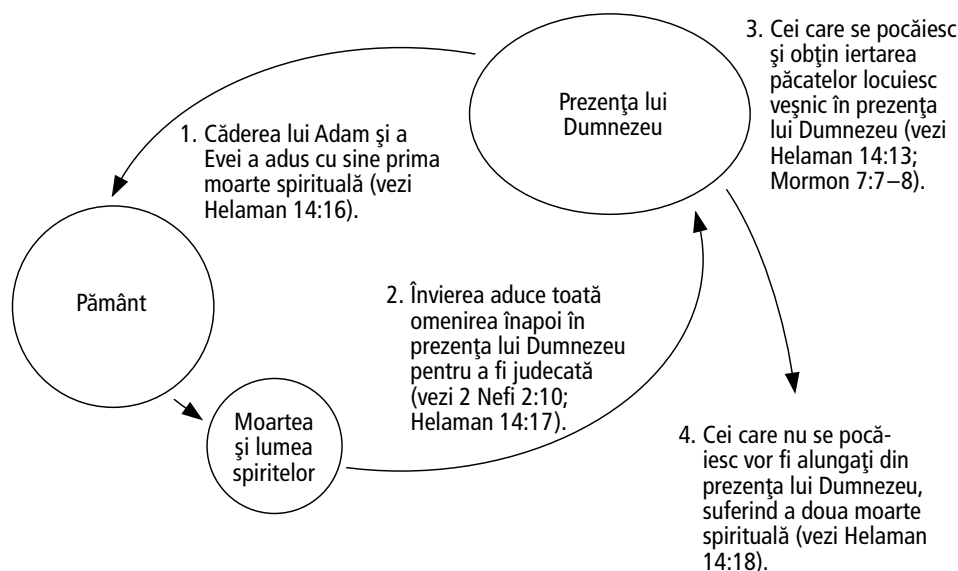 Prezenţa lui
Dumnezeu
1. Căderea lui Adam şi a
Evei a adus cu sine prima
moarte spirituală (vezi
Helaman 14:16).
Pământ
Moartea
şi lumea
spiritelor
2. Învierea aduce toată
omenirea înapoi în
prezenţa lui Dumnezeu
pentru a fi judecată
(vezi 2 Nefi 2:10;
Helaman 14:17).
3. Cei care se pocăiesc
şi obţin iertarea
păcatelor locuiesc
veşnic în prezenţa
lui Dumnezeu (vezi
Helaman 14:13;
Mormon 7:7–8).
4. Cei care nu se pocă-
iesc vor fi alungaţi din
prezenţa lui Dumnezeu,
suferind a doua moarte
spirituală (vezi Helaman
14:18).